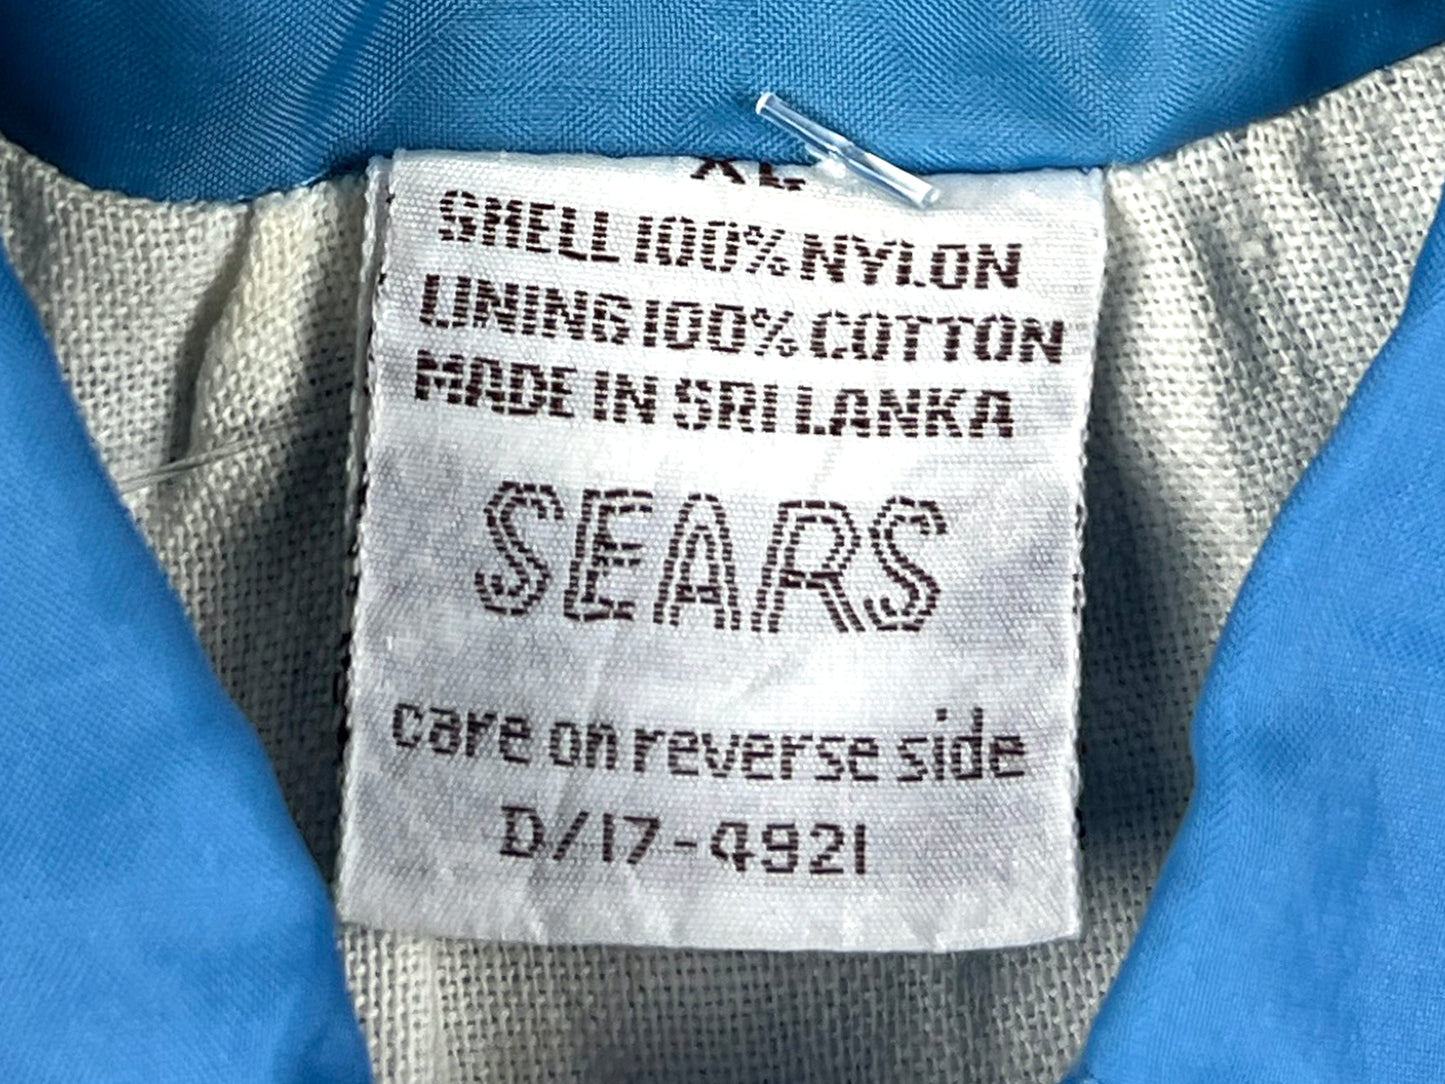 XL
SHELL 100% NYLON
LINING 100% COTTON
MADE IN SRI LANKA
SEARS
care on reverse side
D/17-4921